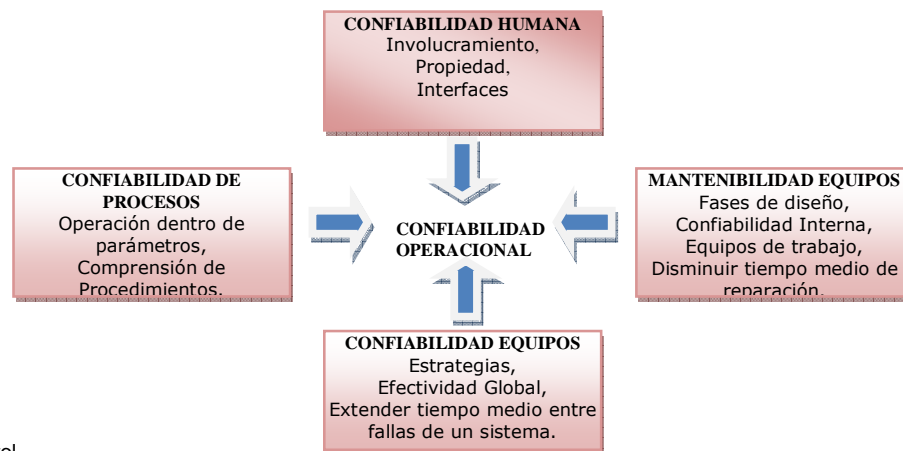 CONFIABILIDAD HUMANA
Involucramiento,
Propiedad,
Interfaces
CONFIABILIDAD DE
PROCESOS
Operación dentro de
parámetros,
Comprensión de
Procedimientos.
CONFIABILIDAD
OPERACIONAL
MANTENIBILIDAD EQUIPOS
Fases de diseño,
Confiabilidad Interna,
Equipos de trabajo,
Disminuir tiempo medio de
reparación.
CONFIABILIDAD EQUIPOS
Estrategias,
Efectividad Global,
Extender tiempo medio entre
fallas de un sistema.